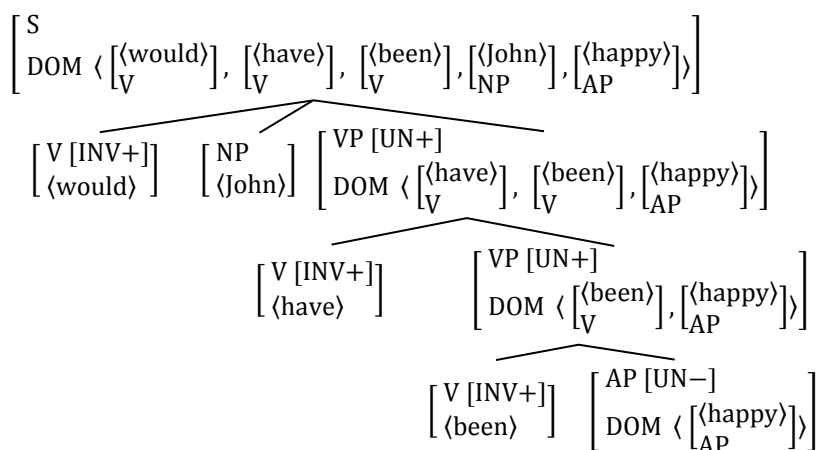 S
DOM ⟨ [⟨would⟩ V], [⟨have⟩ V], [⟨been⟩ V], [⟨John⟩ NP], [⟨happy⟩ AP] ⟩
V [INV+] NP VP [UN+]
⟨would⟩ ⟨John⟩ DOM ⟨ [⟨have⟩ V], [⟨been⟩ V], [⟨happy⟩ AP] ⟩
V [INV+] VP [UN+]
⟨have⟩ DOM ⟨ [⟨been⟩ V], [⟨happy⟩ AP] ⟩
V [INV+] AP [UN−]
⟨been⟩ DOM ⟨ [⟨happy⟩ AP] ⟩